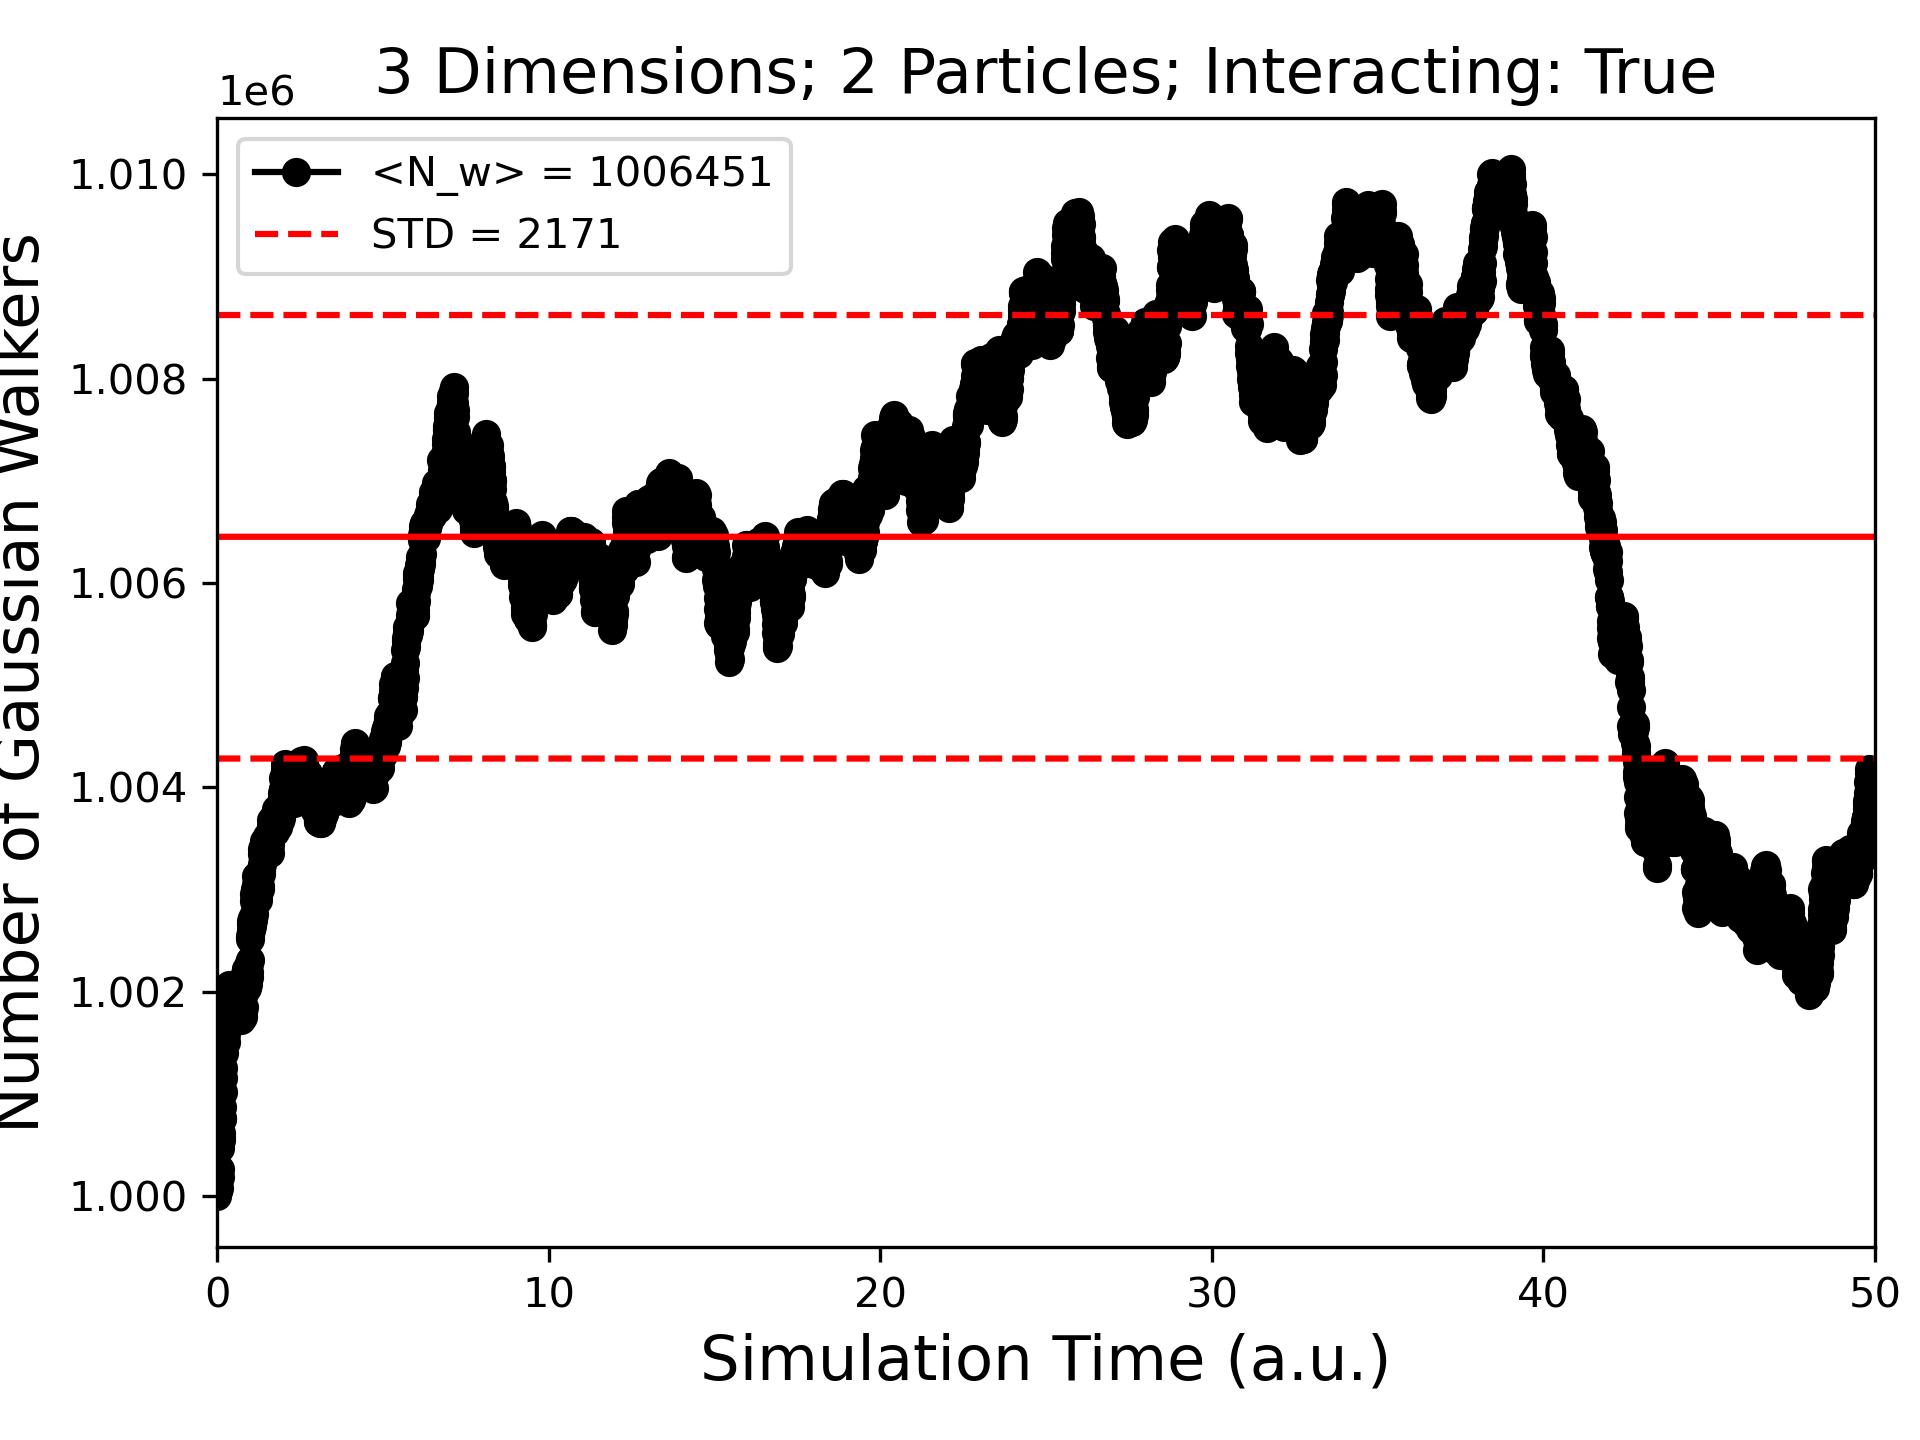 3 Dimensions; 2 Particles; Interacting: True
1e6
<N_w> = 1006451
STD = 2171
Number of Gaussian Walkers
1.010
1.008
1.006
1.004
1.002
1.000
0 10 20 30 40 50
Simulation Time (a.u.)